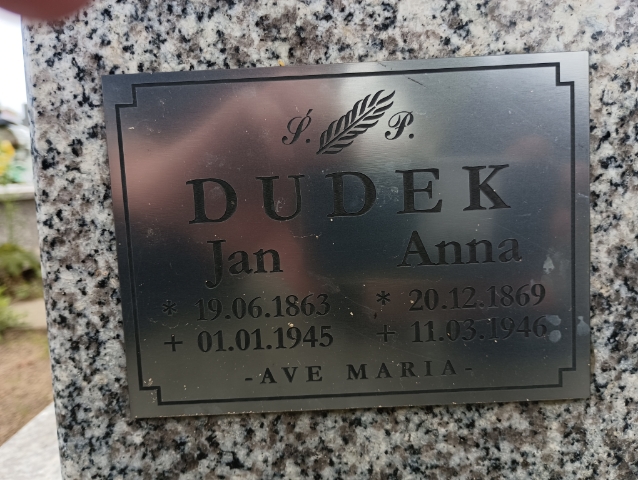 Ś. P.
DUDEK
Jan Anna
* 19.06.1863 * 20.12.1869
+ 01.01.1945 + 11.03.1946
- AVE MARIA -